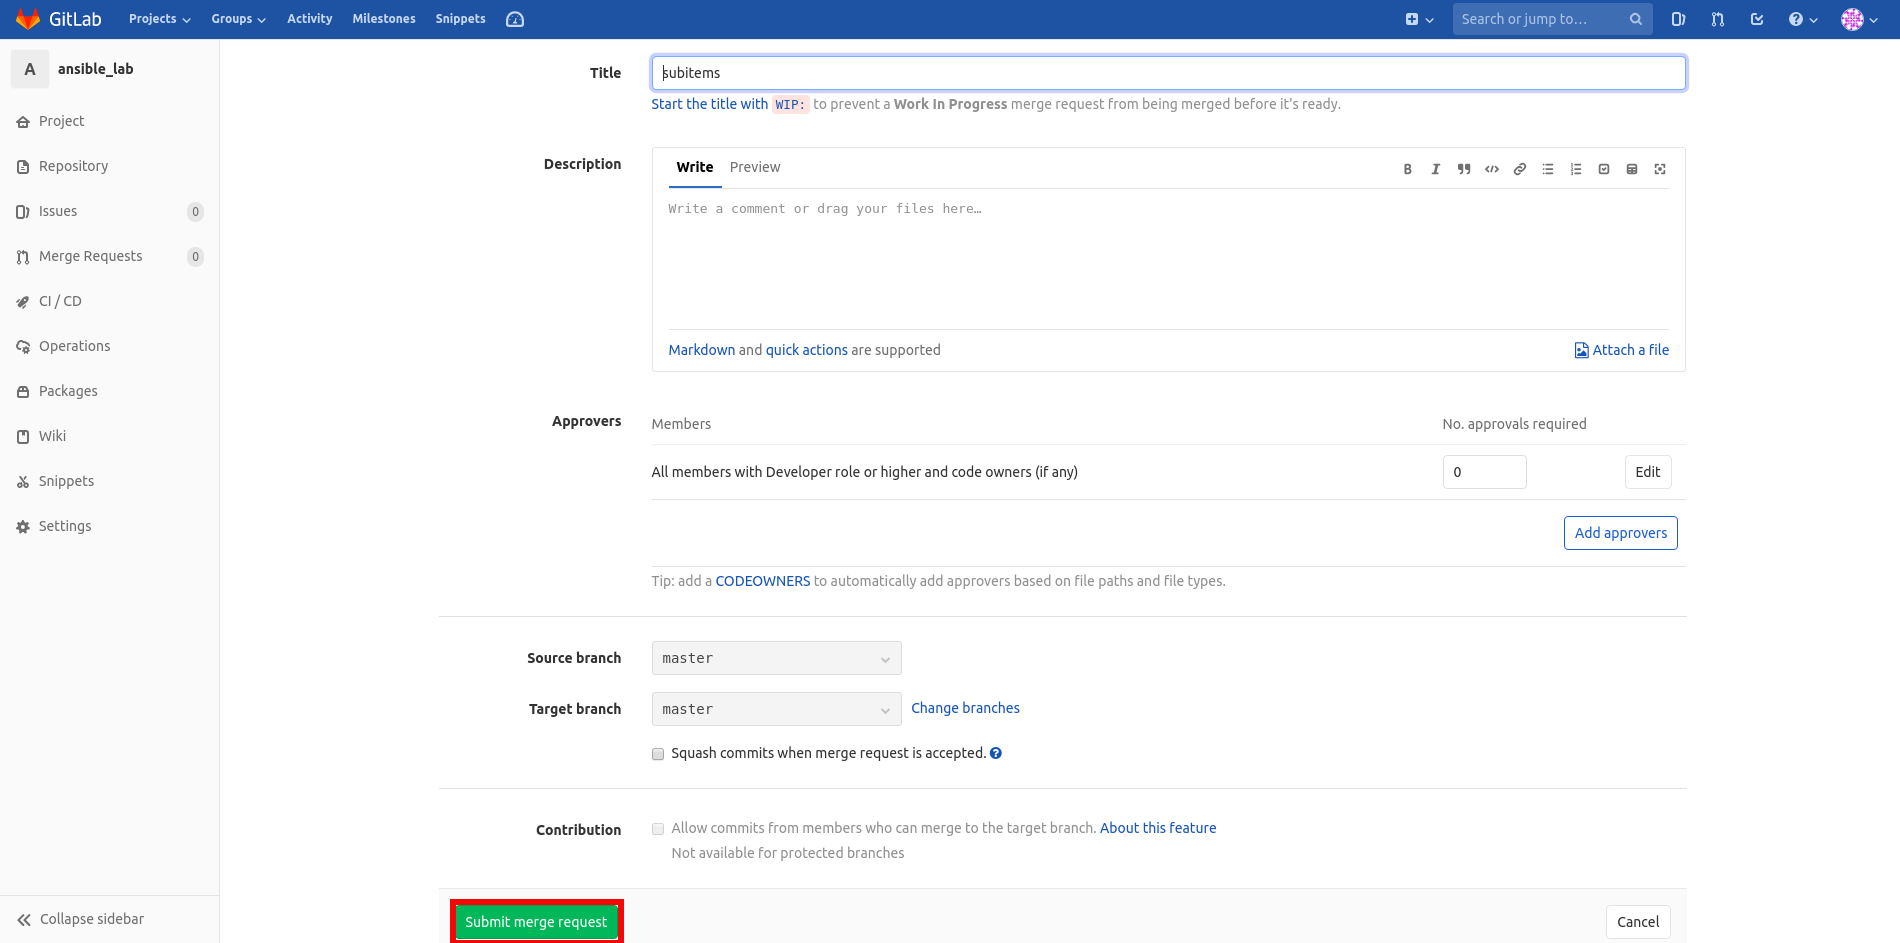 GitLab Projects Groups Activity Milestones Snippets Search or jump to…
A ansible_lab
Project
Repository
Issues 0
Merge Requests 0
CI / CD
Operations
Packages
Wiki
Snippets
Settings
Collapse sidebar
Title subitems
Start the title with WIP: to prevent a Work In Progress merge request from being merged before it's ready.
Description Write Preview
Write a comment or drag your files here…
Markdown and quick actions are supported Attach a file
Approvers Members No. approvals required
All members with Developer role or higher and code owners (if any) 0 Edit
Add approvers
Tip: add a CODEOWNERS to automatically add approvers based on file paths and file types.
Source branch master
Target branch master Change branches
Squash commits when merge request is accepted. ?
Contribution Allow commits from members who can merge to the target branch. About this feature
Not available for protected branches
Submit merge request Cancel